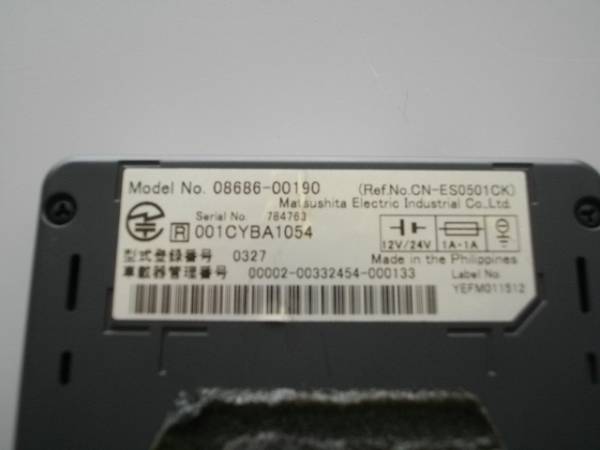 Model No. 08686-00190 (Ref.No.CN-ES0501CK)
Matsushita Electric Industrial Co.,Ltd.
Serial No. 784763
R 001CYBA1054
12V/24V 1A-1A
型式登録番号 0327 Made in the Philippines
車載器管理番号 00002-00332454-000133 Label No.
YEFM011512